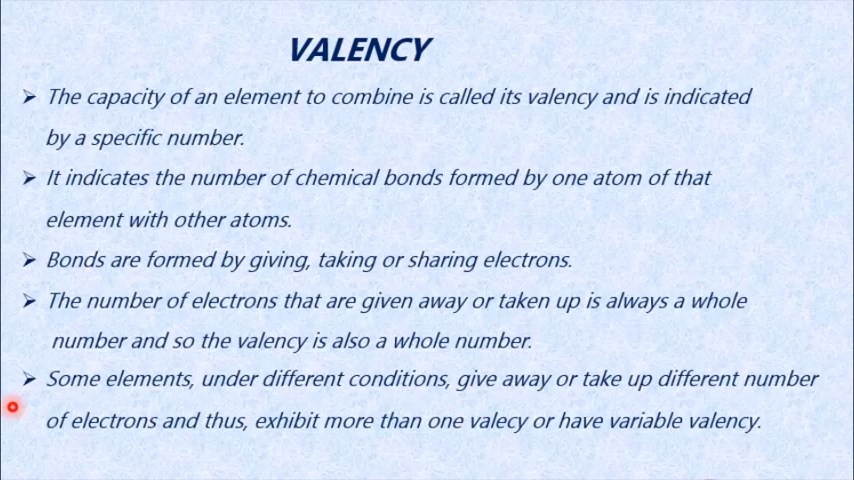 VALENCY
➢ The capacity of an element to combine is called its valency and is indicated
by a specific number.
➢ It indicates the number of chemical bonds formed by one atom of that
element with other atoms.
➢ Bonds are formed by giving, taking or sharing electrons.
➢ The number of electrons that are given away or taken up is always a whole
number and so the valency is also a whole number.
➢ Some elements, under different conditions, give away or take up different number
of electrons and thus, exhibit more than one valecy or have variable valency.